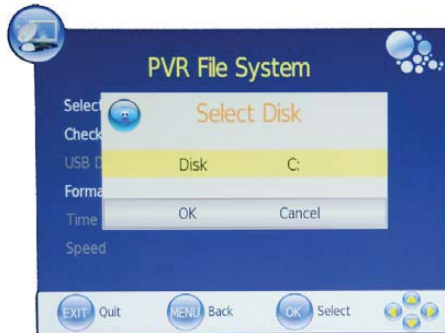 PVR File System
Select
Select Disk
Check
USB D
Disk C:
Forma
OK Cancel
Time
Speed
EXIT Quit MENU Back OK Select